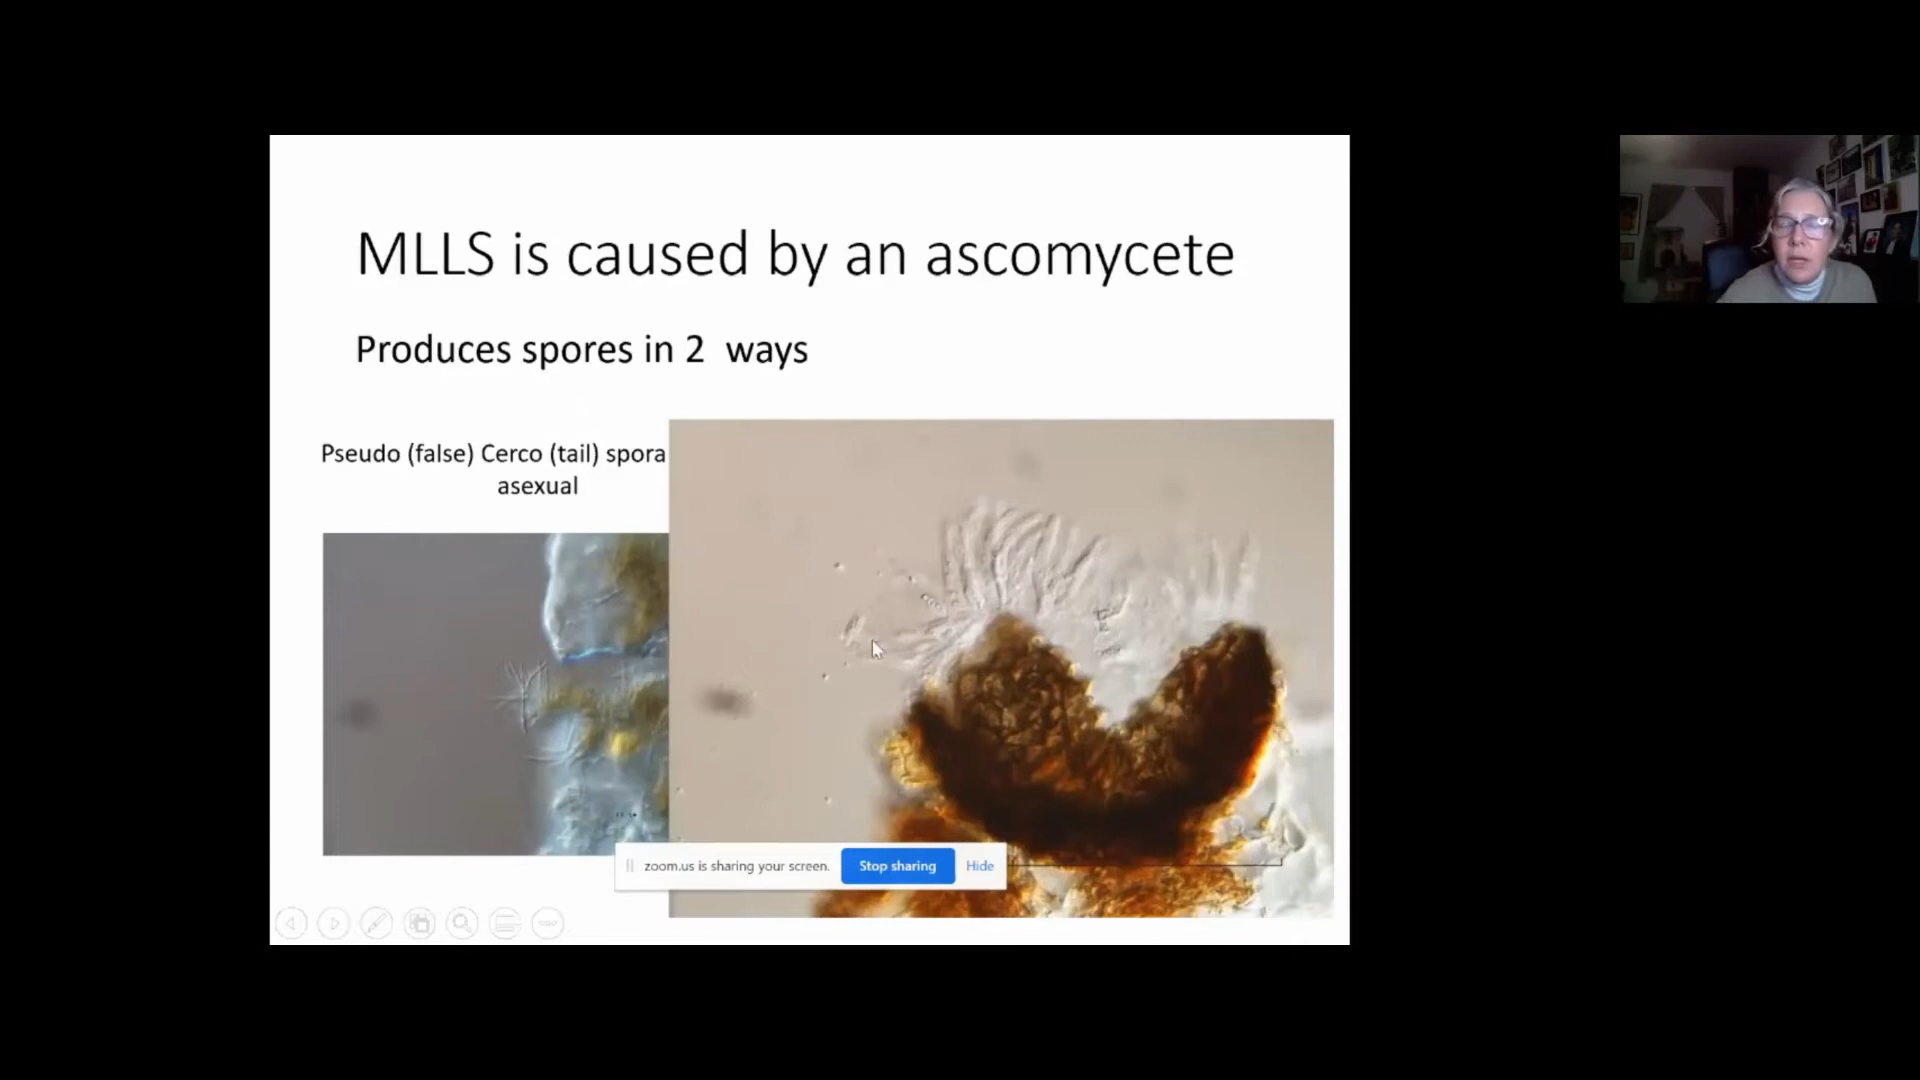 MLLS is caused by an ascomycete
Produces spores in 2 ways
Pseudo (false) Cerco (tail) spora
asexual
zoom.us is sharing your screen. Stop sharing Hide